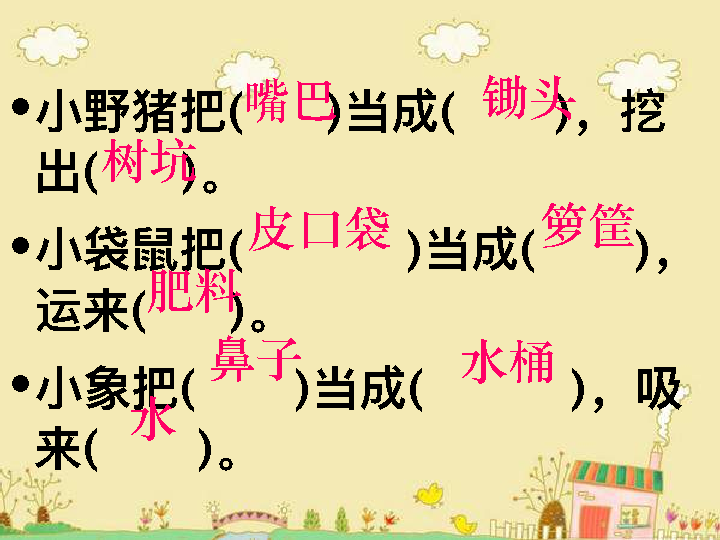 •小野猪把(嘴巴)当成(锄头)，挖
出(树坑)。
•小袋鼠把(皮口袋)当成(箩筐)，
运来(肥料)。
•小象把(鼻子)当成(水桶)，吸
来(水)。